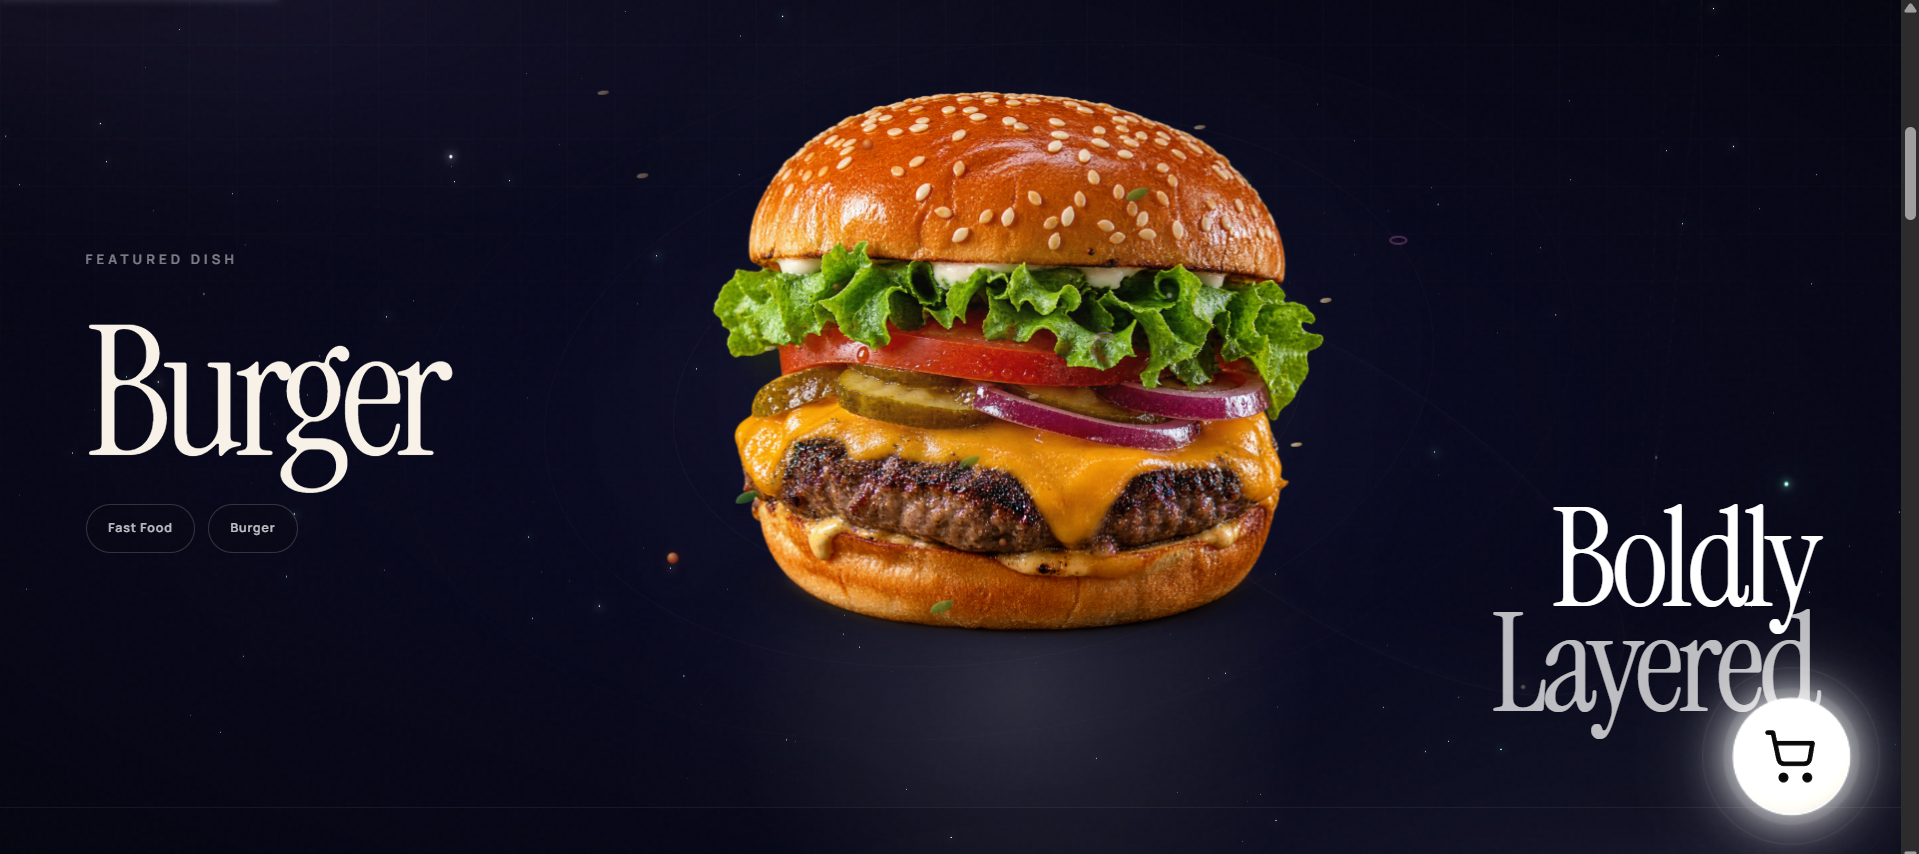 FEATURED DISH
Burger
Fast Food
Burger
Boldly
Layered